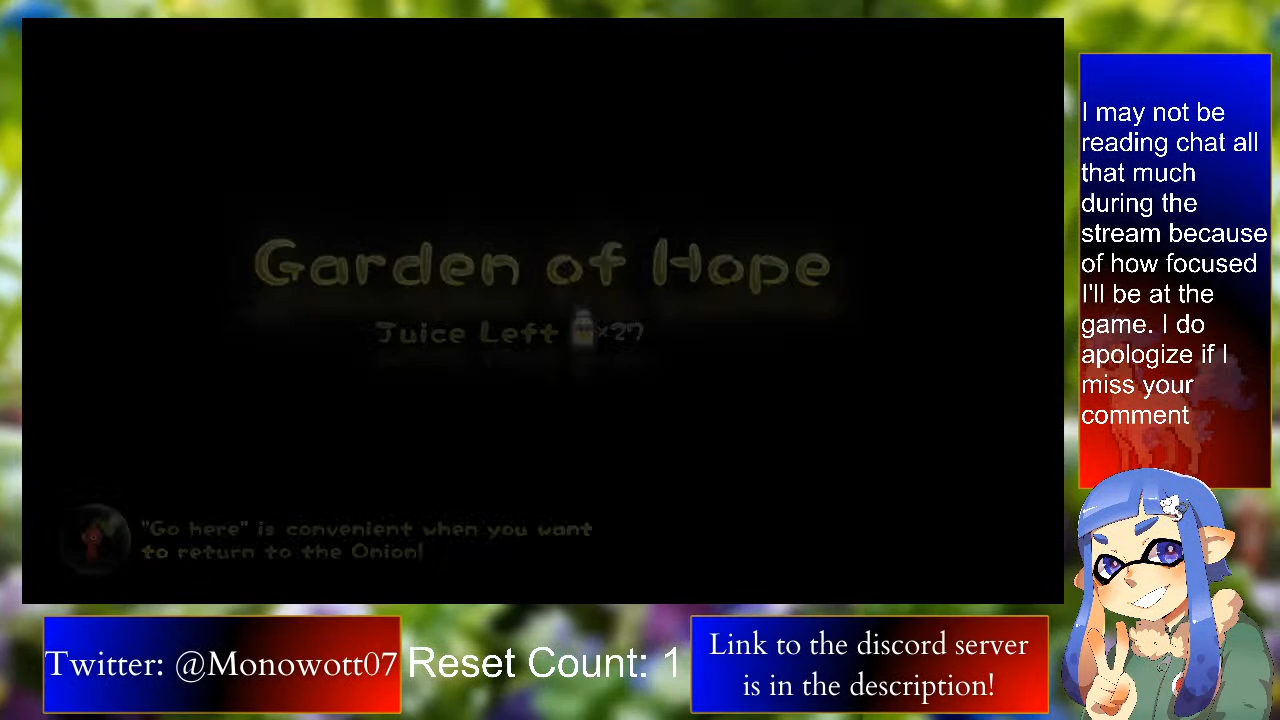 Garden of Hope
Juice Left ×27
"Go here" is convenient when you want
to return to the Onion!
I may not be
reading chat all
that much
during the
stream because
of how focused
I'll be at the
game. I do
apologize if I
miss your
comment
Twitter: @Monowott07
Reset Count: 1
Link to the discord server
is in the description!